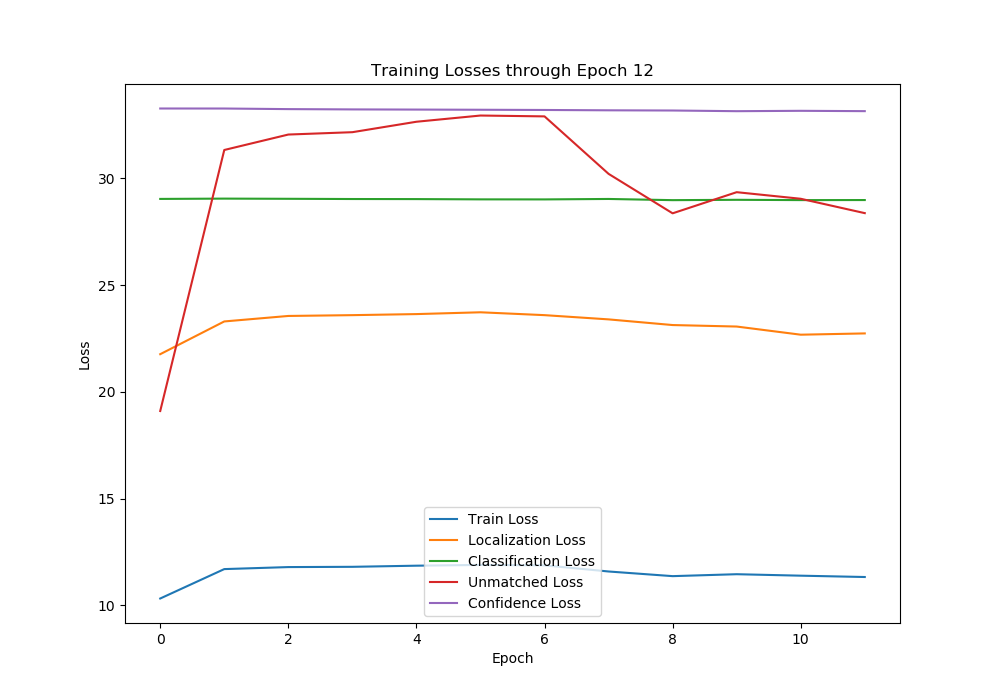 Training Losses through Epoch 12
Loss
30
25
20
15
10
Train Loss
Localization Loss
Classification Loss
Unmatched Loss
Confidence Loss
0 2 4 6 8 10
Epoch